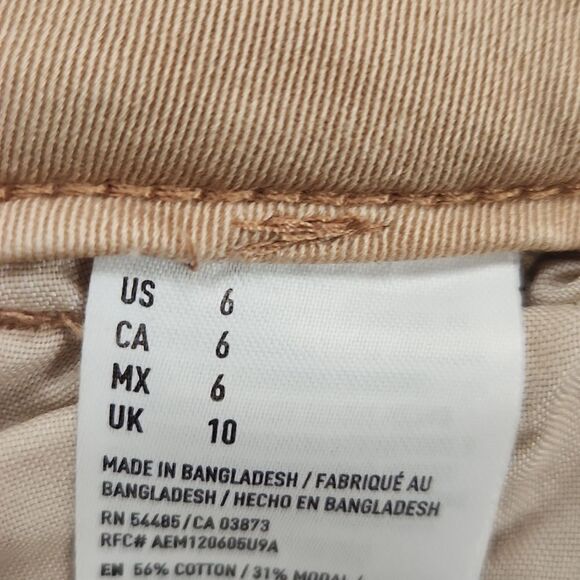 US 6
CA 6
MX 6
UK 10
MADE IN BANGLADESH / FABRIQUÉ AU
BANGLADESH / HECHO EN BANGLADESH
RN 54485 / CA 03873
RFC# AEM120605U9A
EN 56% COTTON / 31% MODAL /